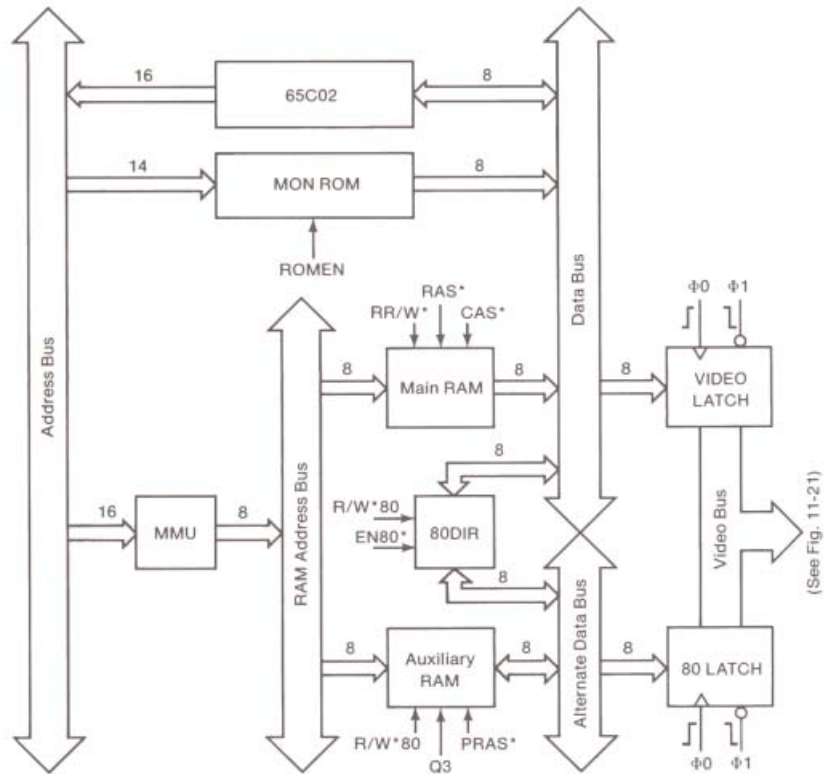 16
65C02
8
14
MON ROM
8
ROMEN
Address Bus
Data Bus
RAS*
RR/W*
CAS*
Φ0
Φ1
8
Main RAM
8
8
VIDEO
LATCH
8
R/W*80
16
MMU
8
80DIR
EN80*
RAM Address Bus
8
Video Bus
(See Fig. 11-21)
Alternate Data Bus
8
Auxiliary
RAM
8
8
80 LATCH
R/W*80
PRAS*
Q3
Φ0
Φ1